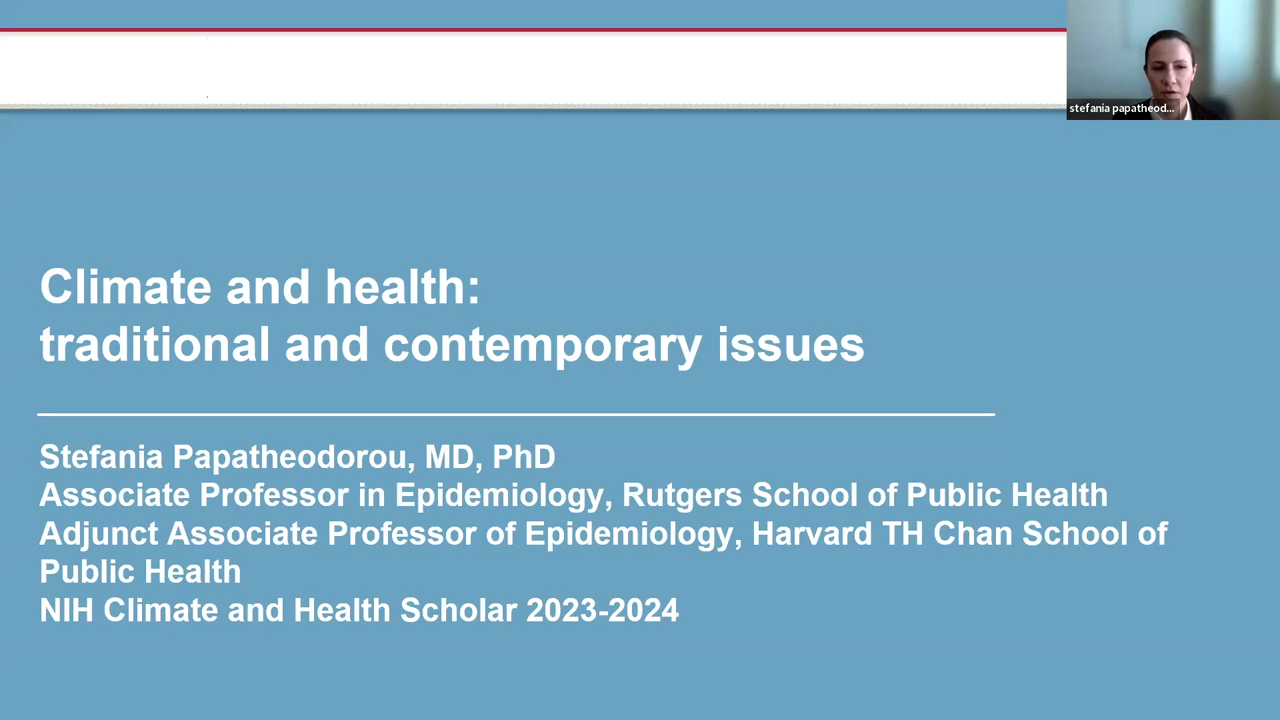 stefania papatheod...
Climate and health:
traditional and contemporary issues
Stefania Papatheodorou, MD, PhD
Associate Professor in Epidemiology, Rutgers School of Public Health
Adjunct Associate Professor of Epidemiology, Harvard TH Chan School of
Public Health
NIH Climate and Health Scholar 2023-2024